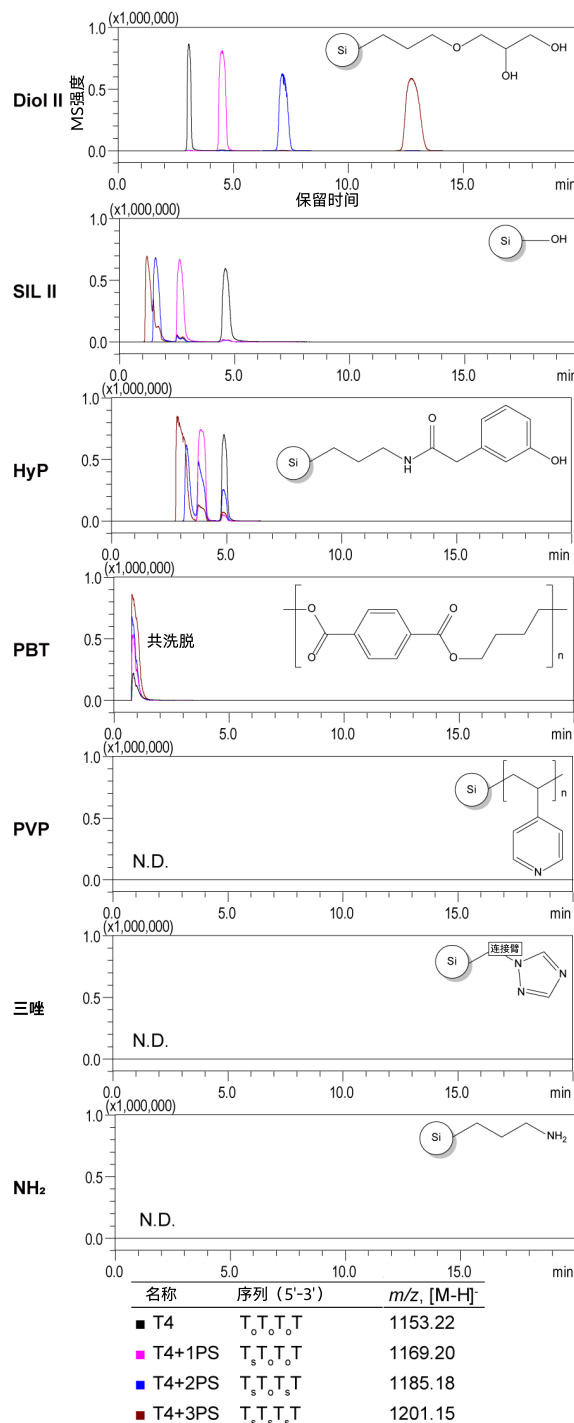 (x1,000,000)
1.0
Diol II
MS强度
0.5
0.0
Si
O
OH
OH
0.0 5.0 10.0 15.0 min
保留时间
(x1,000,000)
1.0
SIL II
0.5
0.0
Si
OH
0.0 5.0 10.0 15.0 min
(x1,000,000)
1.0
HyP
0.5
0.0
Si
N
H
O
OH
0.0 5.0 10.0 15.0 min
(x1,000,000)
1.0
PBT
0.5
0.0
共洗脱
O
O
O
O
n
0.0 5.0 10.0 15.0 min
(x1,000,000)
1.0
PVP
0.5
0.0
N.D.
Si
n
N
0.0 5.0 10.0 15.0 min
(x1,000,000)
1.0
三唑
0.5
0.0
N.D.
Si
连接臂
N
N
N
0.0 5.0 10.0 15.0 min
(x1,000,000)
1.0
NH₂
0.5
0.0
N.D.
Si
NH₂
0.0 5.0 10.0 15.0 min
名称 序列（5'-3'） m/z, [M-H]⁻
T4 TₒTₒTₒT 1153.22
T4+1PS TₛTₒTₒT 1169.20
T4+2PS TₛTₒTₛT 1185.18
T4+3PS TₛTₛTₛT 1201.15